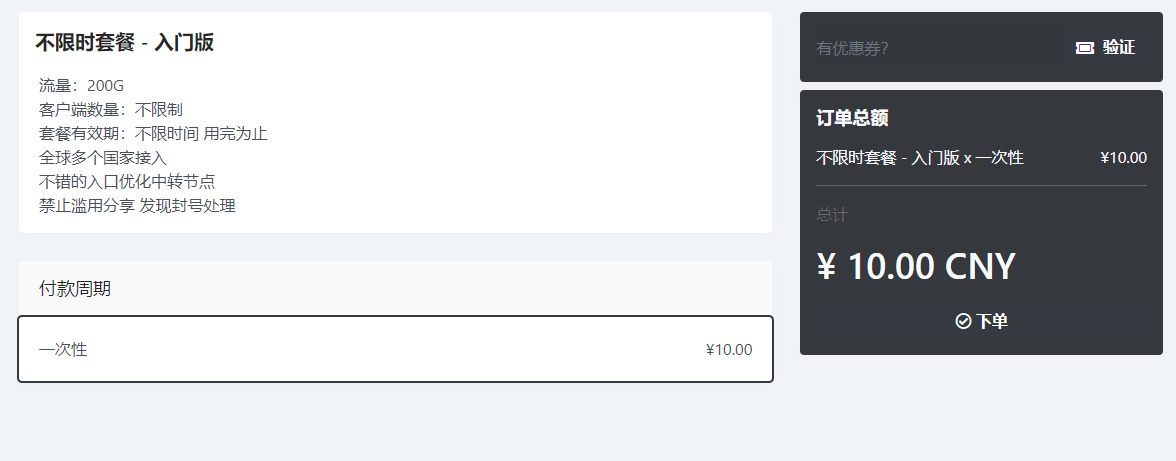 不限时套餐 - 入门版
流量：200G
客户端数量：不限制
套餐有效期：不限时间 用完为止
全球多个国家接入
不错的入口优化中转节点
禁止滥用分享 发现封号处理
付款周期
一次性 ¥10.00
有优惠券? 验证
订单总额
不限时套餐 - 入门版 x 一次性 ¥10.00
总计
¥ 10.00 CNY
下单